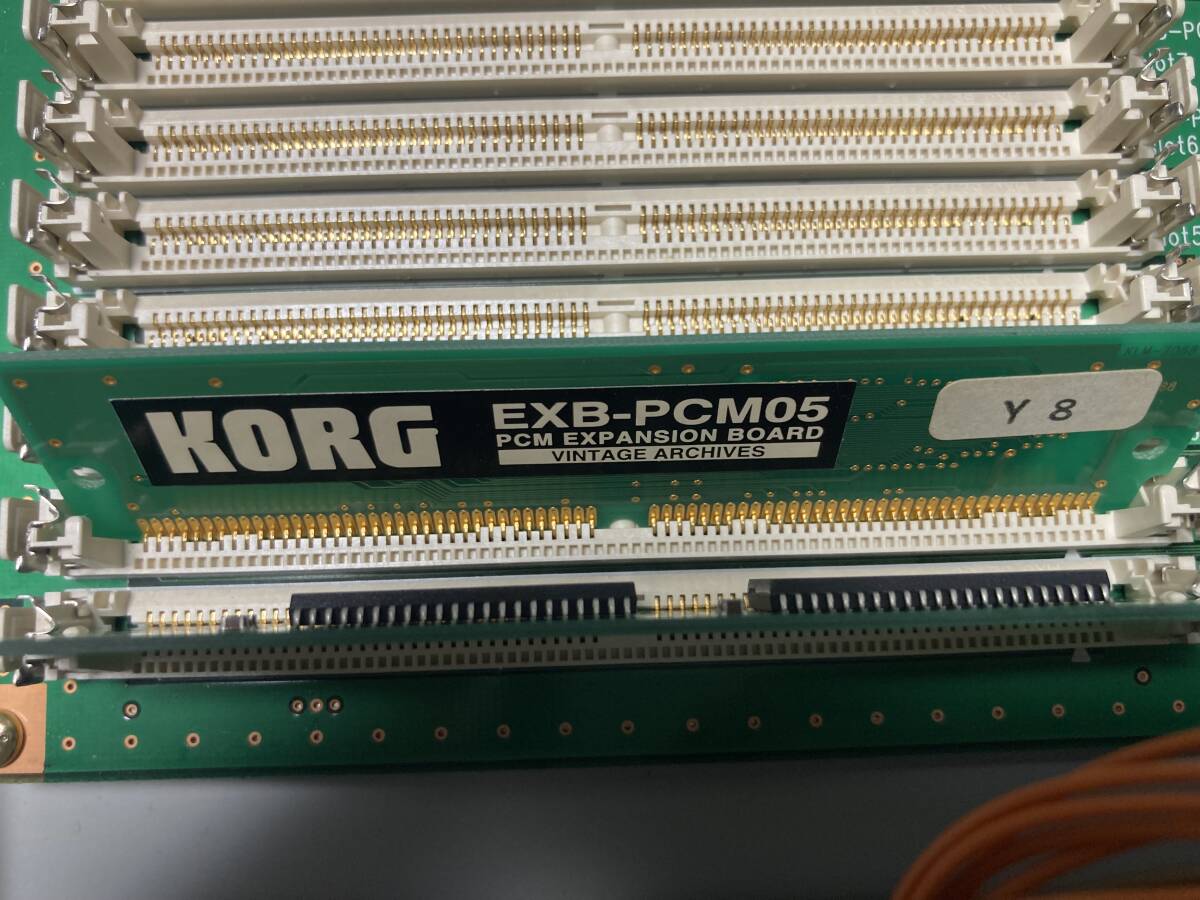 KORG
EXB-PCM05
PCM EXPANSION BOARD
VINTAGE ARCHIVES
Y 8